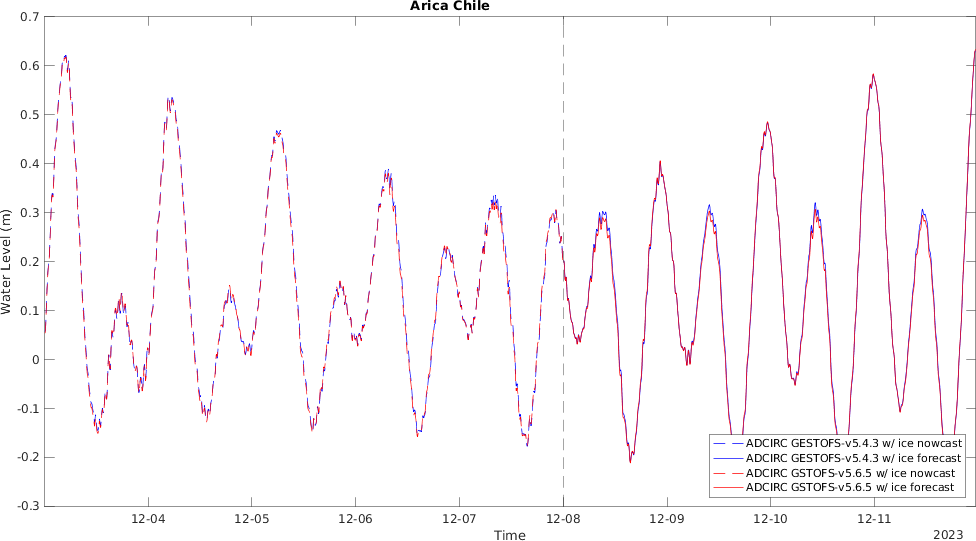 Arica Chile
0.7
0.6
0.5
0.4
0.3
0.2
0.1
0
-0.1
-0.2
-0.3
Water Level (m)
12-04
12-05
12-06
12-07
12-08
12-09
12-10
12-11
Time
2023
ADCIRC GESTOFS-v5.4.3 w/ ice nowcast
ADCIRC GESTOFS-v5.4.3 w/ ice forecast
ADCIRC GSTOFS-v5.6.5 w/ ice nowcast
ADCIRC GSTOFS-v5.6.5 w/ ice forecast